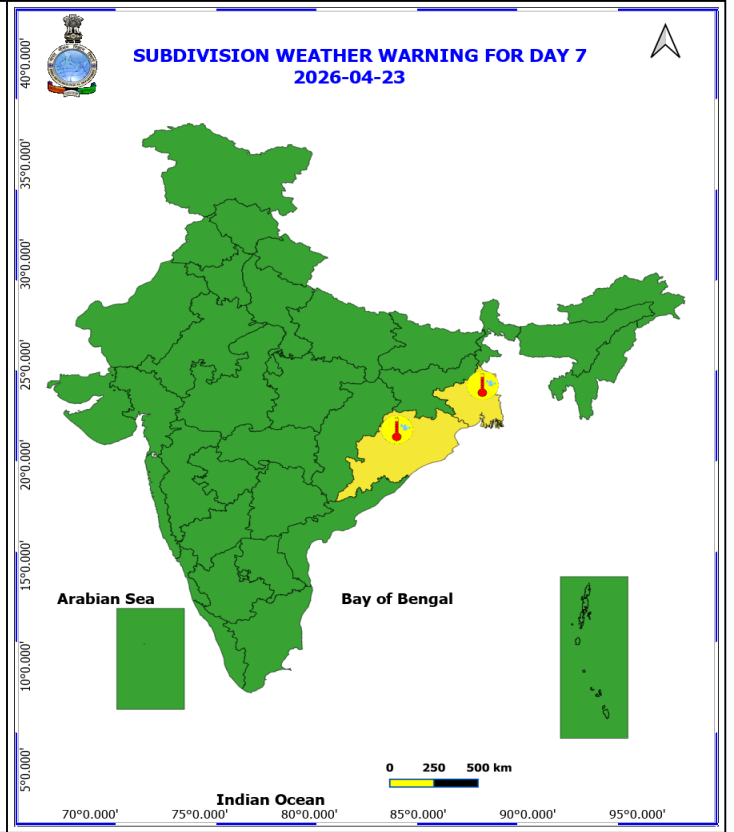 SUBDIVISION WEATHER WARNING FOR DAY 7
2026-04-23
40°0.000'
35°0.000'
30°0.000'
25°0.000'
20°0.000'
15°0.000'
10°0.000'
5°0.000'
Arabian Sea
Bay of Bengal
0 250 500 km
Indian Ocean
70°0.000' 75°0.000' 80°0.000' 85°0.000' 90°0.000' 95°0.000'